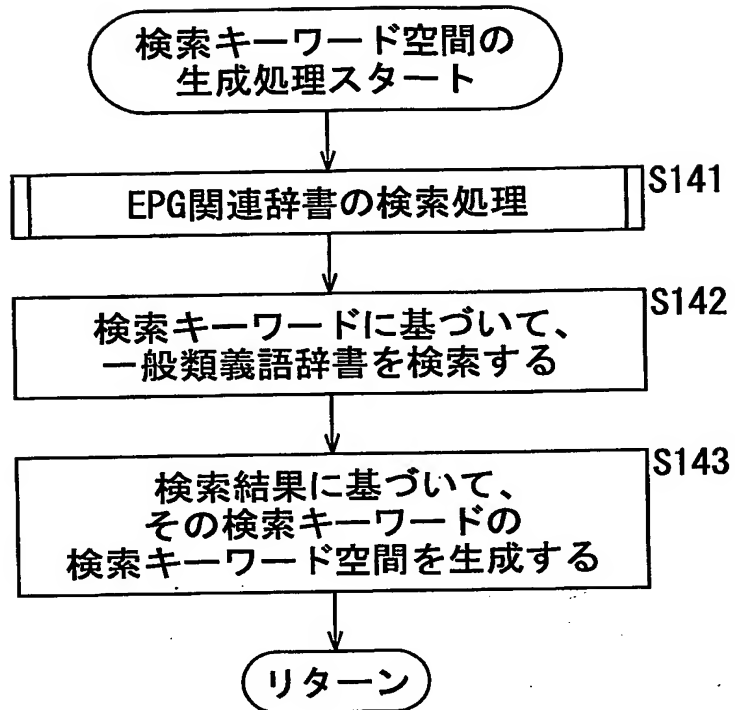 検索キーワード空間の
生成処理スタート
EPG関連辞書の検索処理
S141
検索キーワードに基づいて、
一般類義語辞書を検索する
S142
検索結果に基づいて、
その検索キーワードの
検索キーワード空間を生成する
S143
リターン